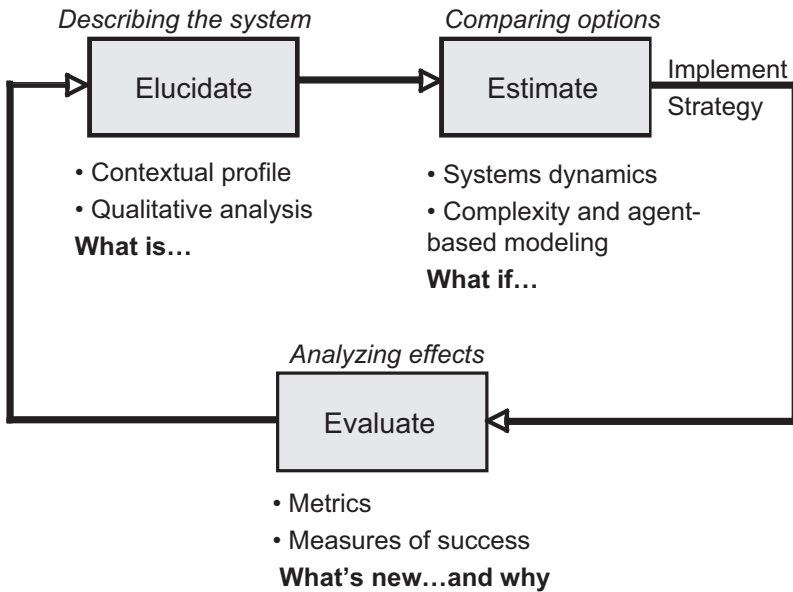 Describing the system
Elucidate
• Contextual profile
• Qualitative analysis
What is…
Comparing options
Estimate
Implement
Strategy
• Systems dynamics
• Complexity and agent-
based modeling
What if…
Analyzing effects
Evaluate
• Metrics
• Measures of success
What's new…and why